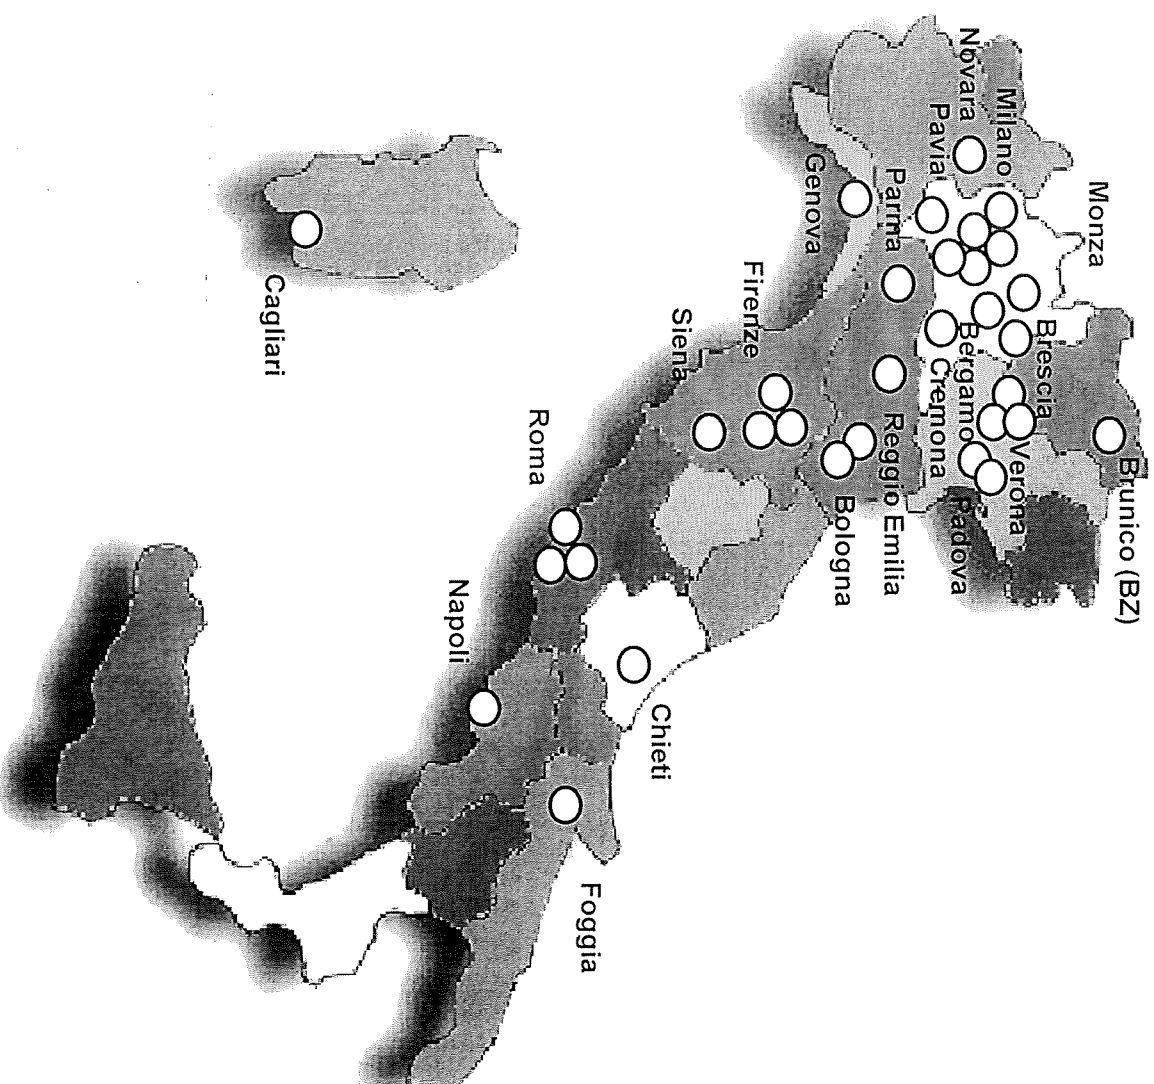 Brunico (BZ)
Monza
Brescia
Milano
Verona
Novara
Bergamo
Padova
Pavia
Cremona
Parma
Reggio Emilia
Bologna
Genova
Firenze
Siena
Chieti
Foggia
Roma
Napoli
Cagliari